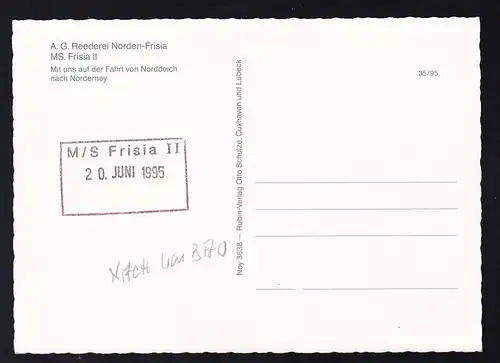 A. G. Reederei Norden-Frisia
MS. Frisia II
Mit uns auf der Fahrt von Norddeich
nach Norderney
35/95
M/S Frisia II
20. JUNI 1995
Noy 3638 — Rubin-Verlag Otto Schulze, Cuxhaven und Lübeck